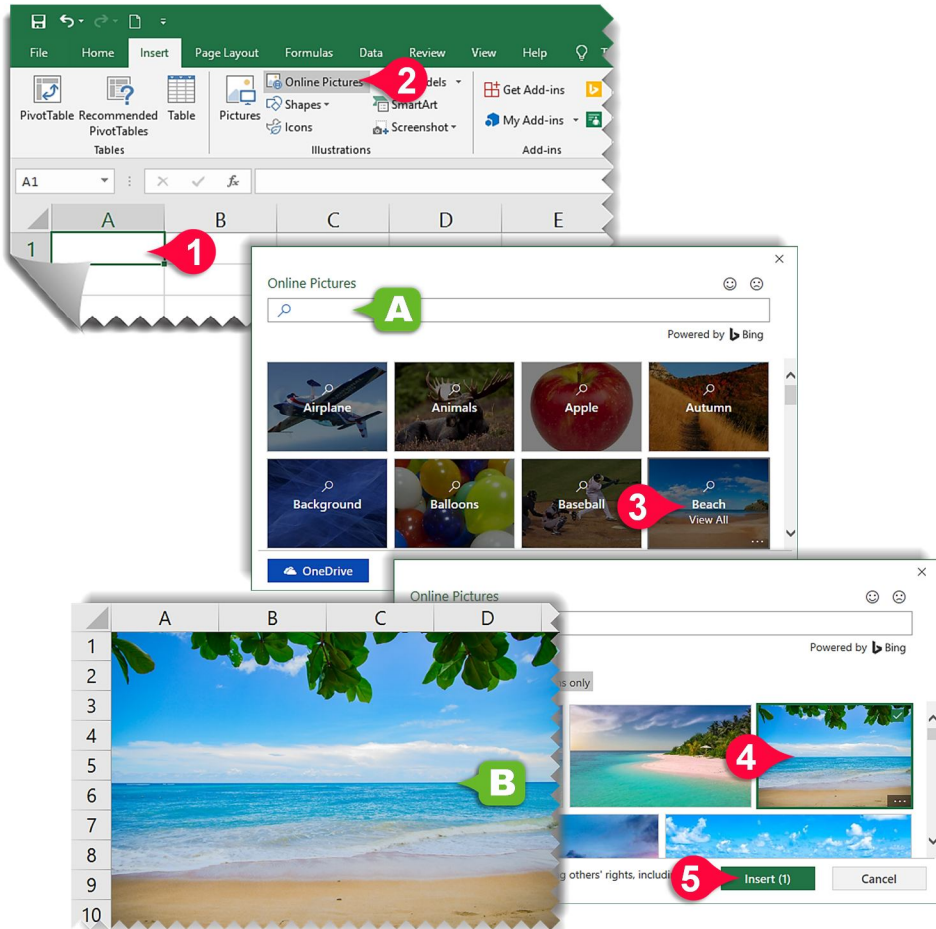 File Home Insert Page Layout Formulas Data Review View Help
PivotTable Recommended PivotTables Table
Tables
Pictures
Online Pictures
Shapes
Icons
2
SmartArt
Screenshot
Illustrations
Get Add-ins
My Add-ins
Add-ins
A1
fx
A B C D E
1
1
Online Pictures
A
Powered by Bing
Airplane Animals Apple Autumn
Background Balloons Baseball Beach
View All
3
OneDrive
Online Pictures
Powered by Bing
only
4
g others' rights, includi
5
Insert (1) Cancel
A B C D
1
2
3
4
5
6
7
8
9
10
B